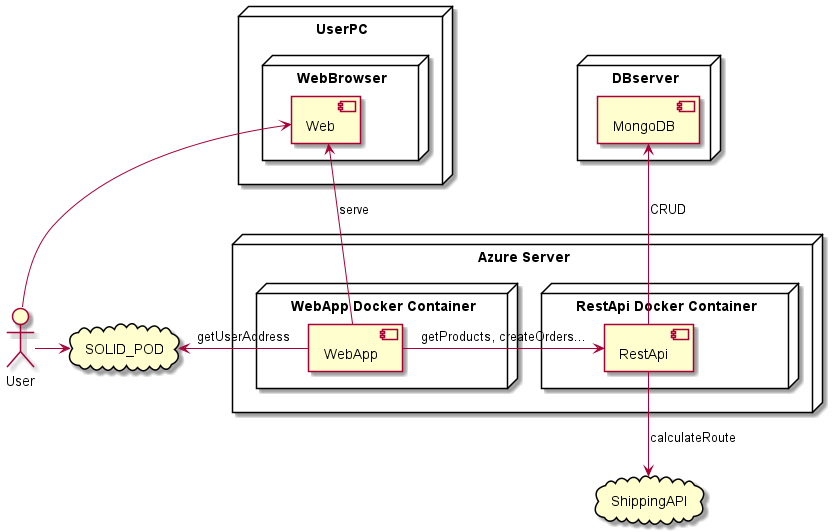 UserPC
WebBrowser
Web
DBserver
MongoDB
serve
CRUD
Azure Server
WebApp Docker Container
RestApi Docker Container
User
SOLID_POD
getUserAddress
WebApp
getProducts, createOrders...
RestApi
calculateRoute
ShippingAPI